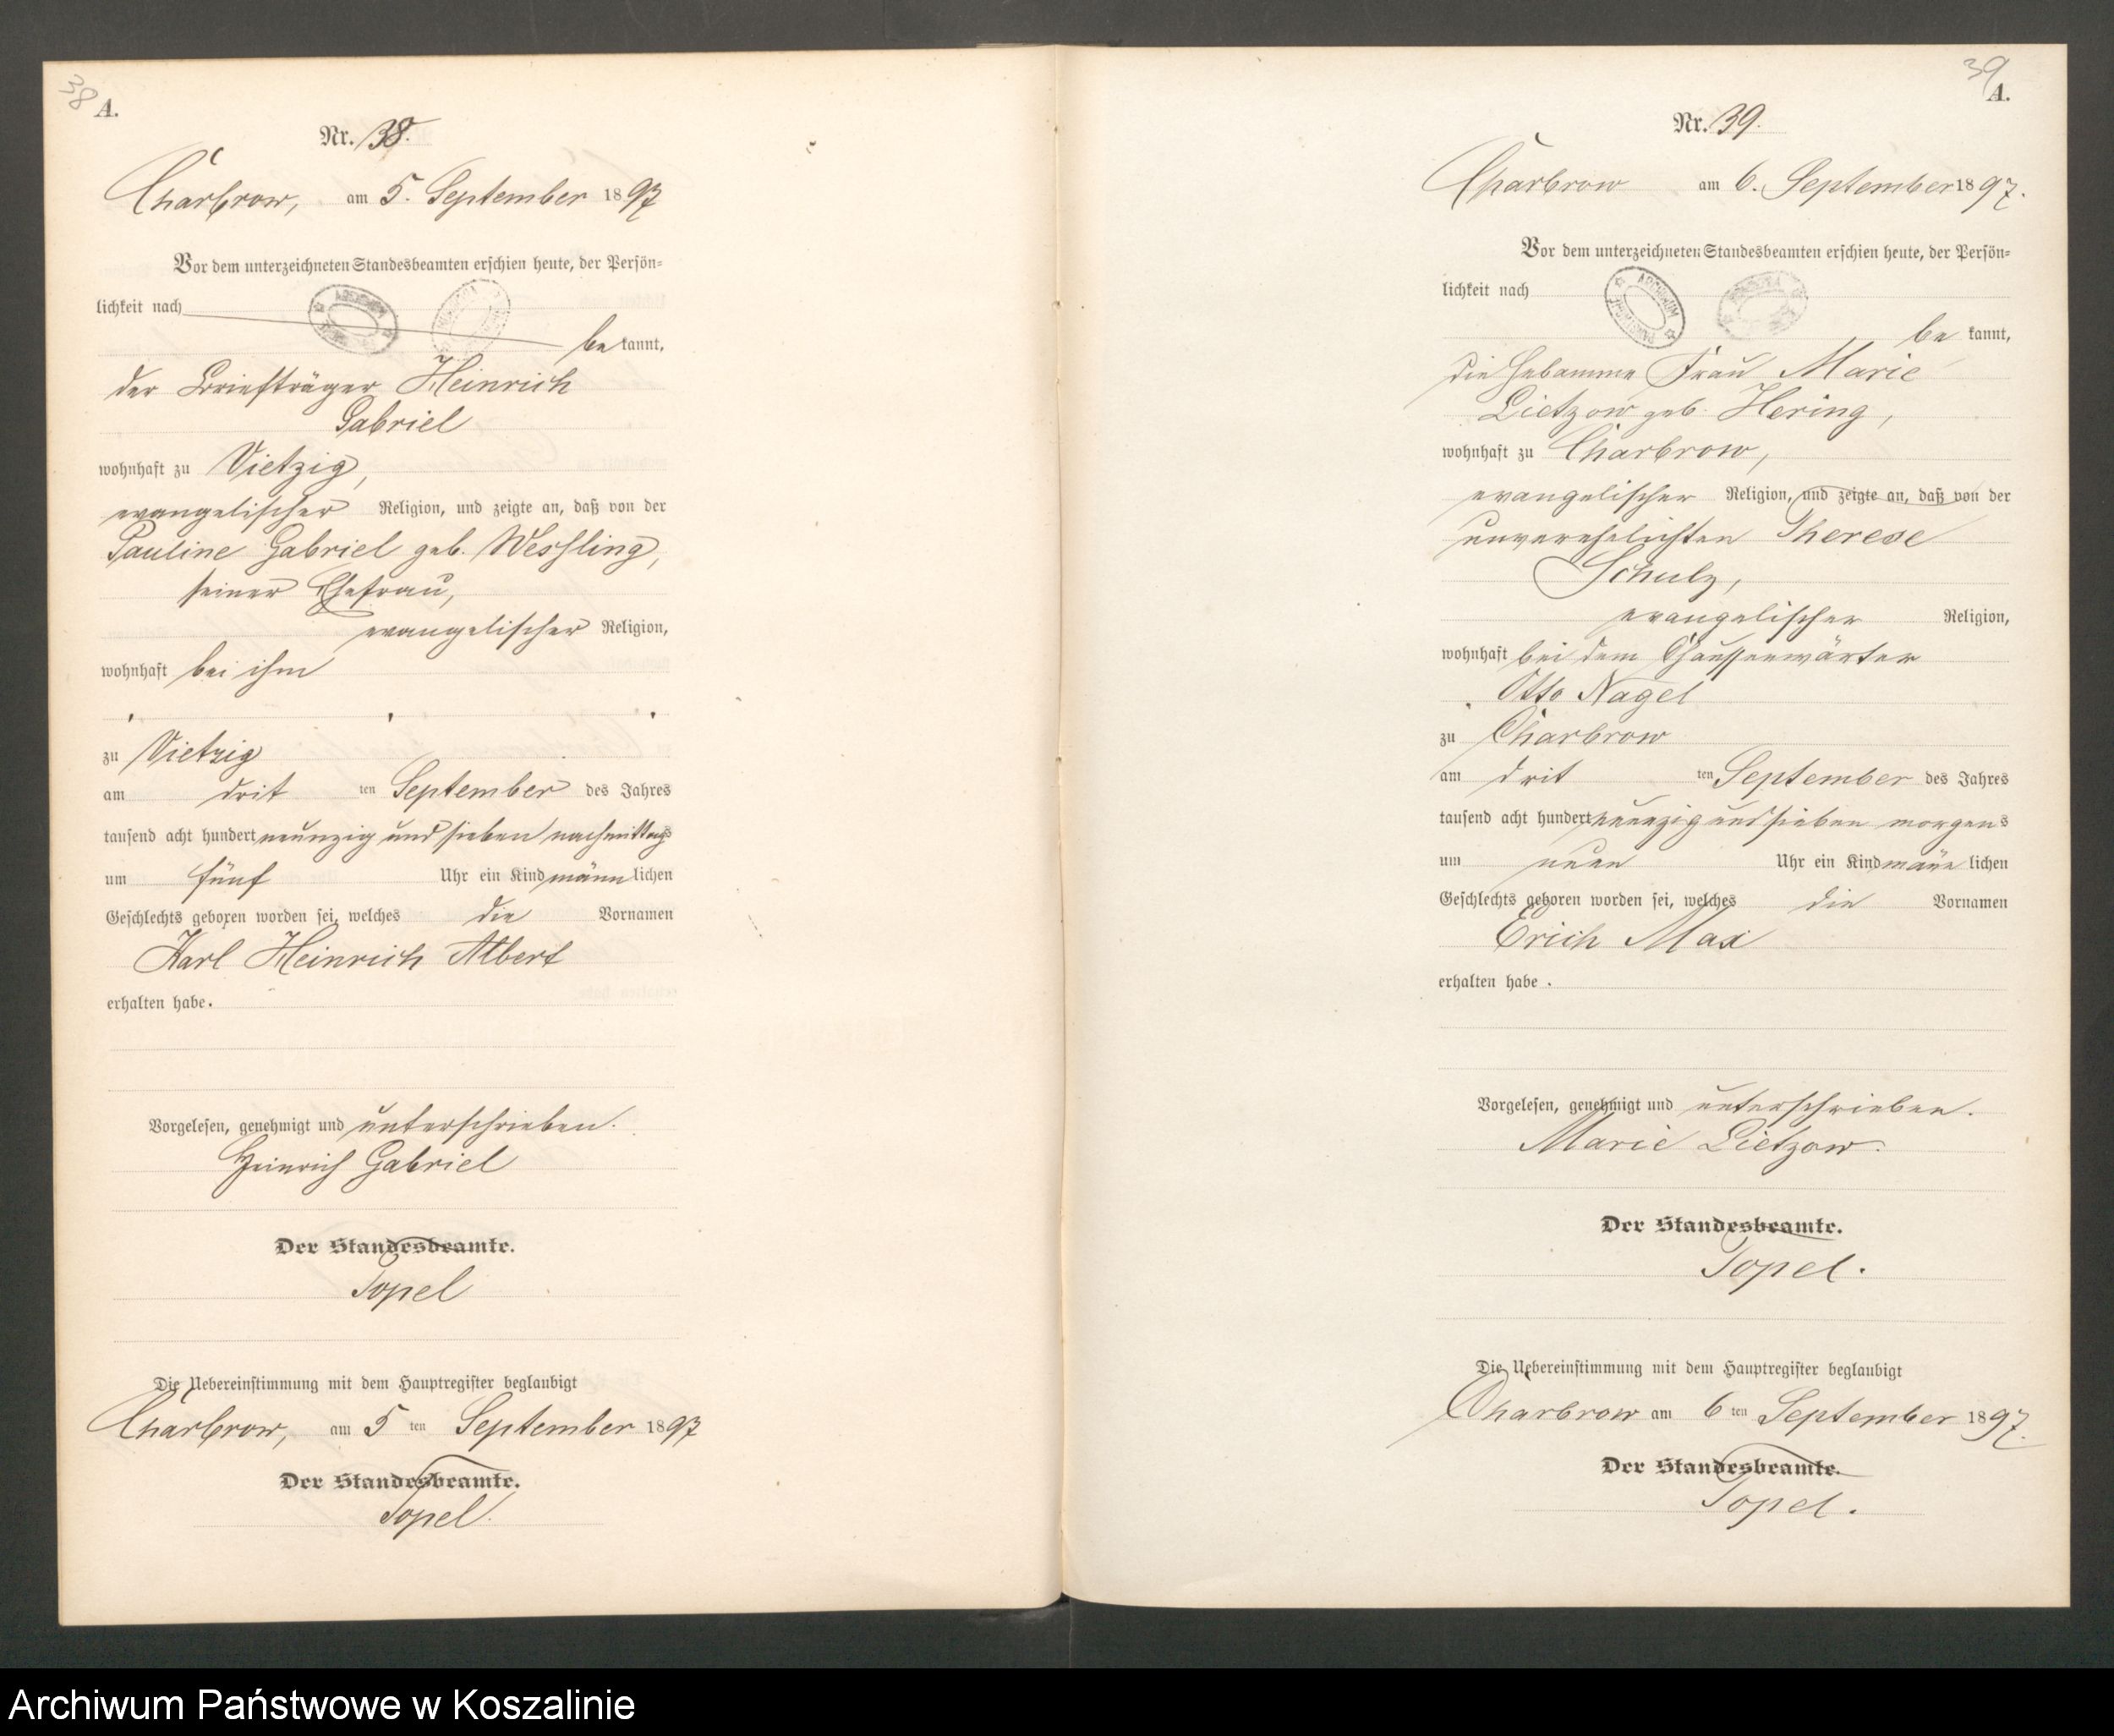 38
A.
Nr. 38.
Charbrow, am 5. September 1897
Vor dem unterzeichneten Standesbeamten erschien heute, der Persön-
lichkeit nach
be kannt,
der Briefträger Heinrich
Gabriel
wohnhaft zu Vietzig,
evangelischer Religion, und zeigte an, daß von der
Pauline Gabriel geb. Wessling,
seiner Ehefrau,
evangelischer Religion,
wohnhaft bei ihm
zu Vietzig
am dritten September des Jahres
tausend acht hundert neunzig und sieben nachmittags
um fünf Uhr ein Kind männlichen
Geschlechts geboren worden sei, welches die Vornamen
Karl Heinrich Albert
erhalten habe.
Vorgelesen, genehmigt und unterschrieben.
Heinrich Gabriel
Der Standesbeamte.
Topel
Die Uebereinstimmung mit dem Hauptregister beglaubigt
Charbrow, am 5 ten September 1897
Der Standesbeamte.
Topel.
39
A.
Nr. 39.
Charbrow am 6. September 1897.
Vor dem unterzeichneten Standesbeamten erschien heute, der Persön-
lichkeit nach
ARCHIWUM
be kannt,
die Hebamme Frau Marie
Lietzow geb. Hering,
wohnhaft zu Charbrow,
evangelischer Religion, und zeigte an, daß von der
unverehelichten Therese
Schulz,
evangelischer Religion,
wohnhaft bei dem Chausseewärter
Otto Nagel
zu Charbrow
am dritten September des Jahres
tausend acht hundert neunzig und sieben morgens
um neun Uhr ein Kind männlichen
Geschlechts geboren worden sei, welches die Vornamen
Erich Max
erhalten habe.
Vorgelesen, genehmigt und unterschrieben.
Marie Lietzow.
Der Standesbeamte.
Topel.
Die Uebereinstimmung mit dem Hauptregister beglaubigt
Charbrow am 6 ten September 1897.
Der Standesbeamte.
Topel.
Archiwum Państwowe w Koszalinie